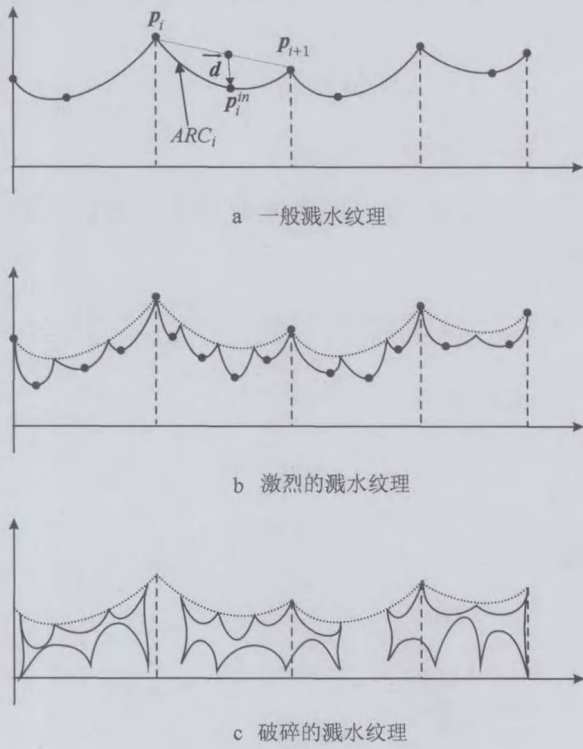 p_i
p_{i+1}
d
p_i^{in}
ARC_i
a 一般溅水纹理
b 激烈的溅水纹理
c 破碎的溅水纹理